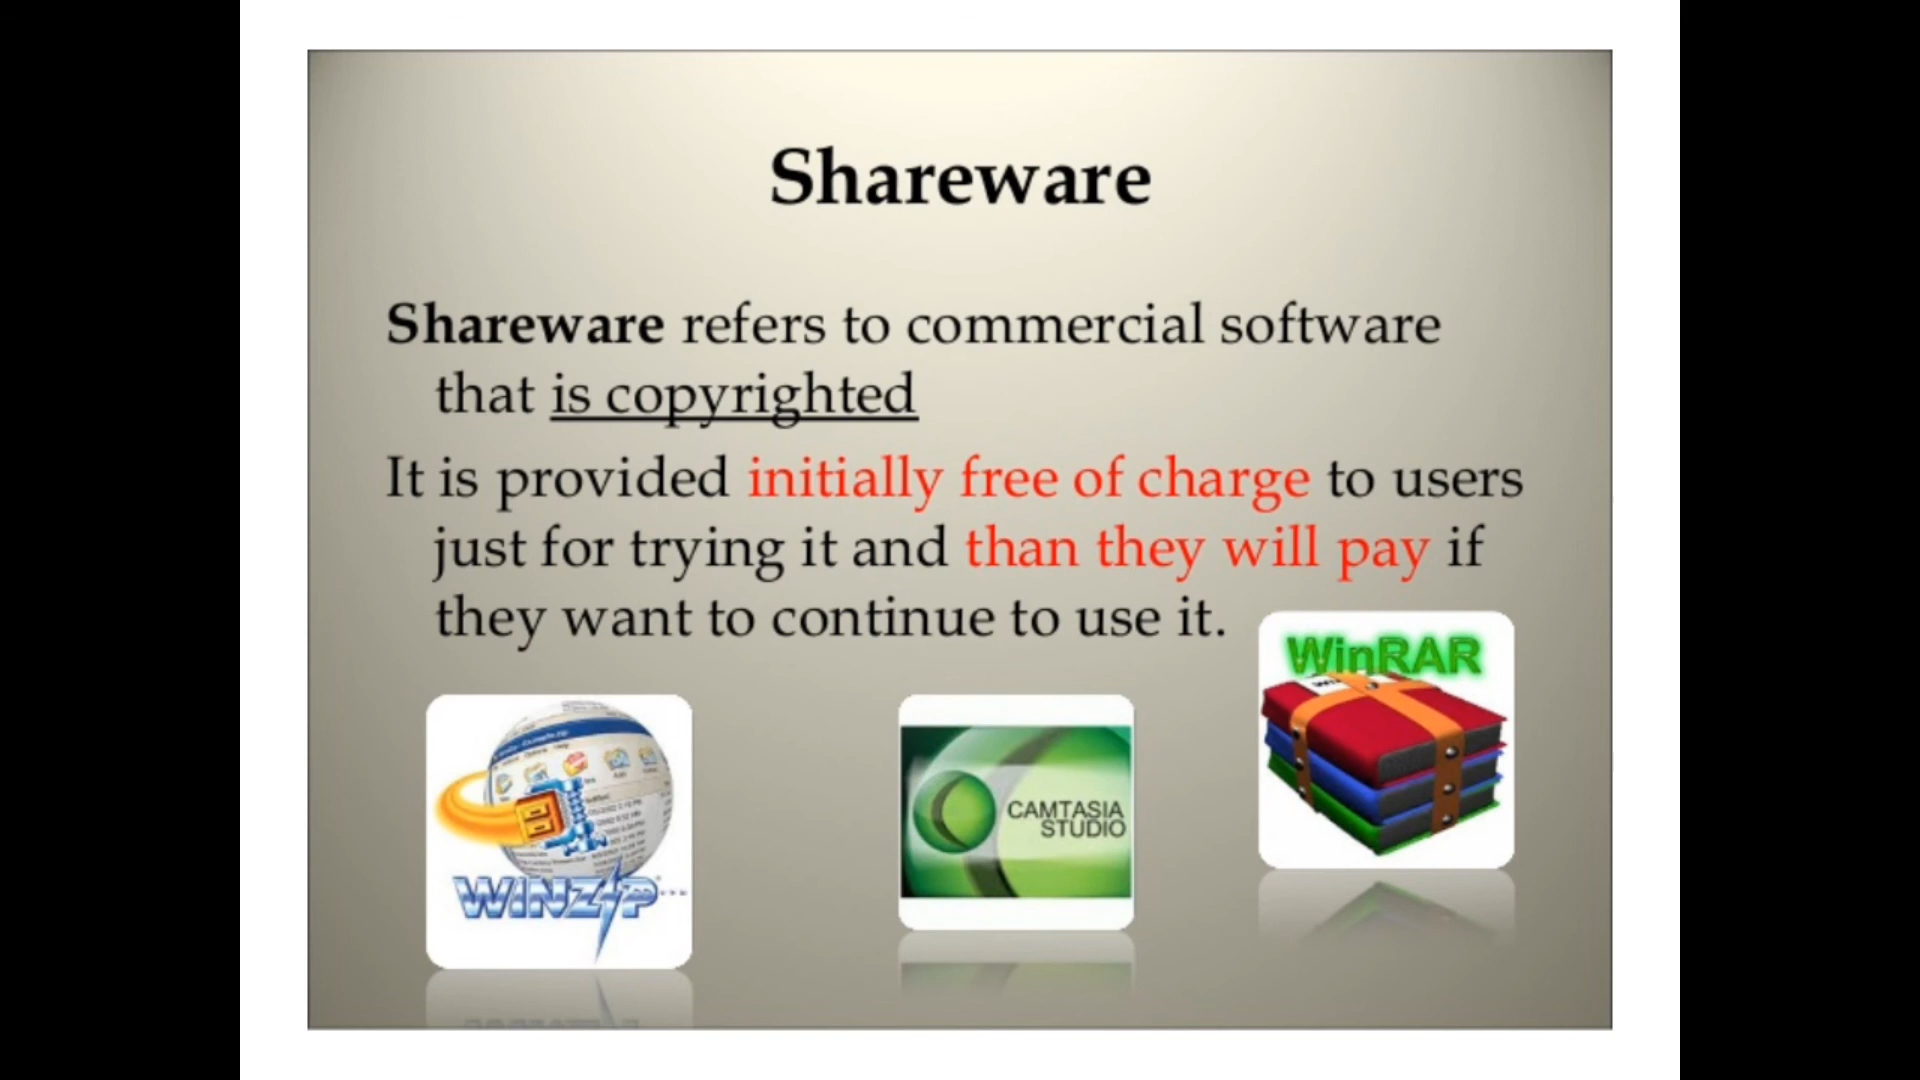 Shareware
Shareware refers to commercial software
that is copyrighted
It is provided initially free of charge to users
just for trying it and than they will pay if
they want to continue to use it.
WinRAR
CAMTASIA
STUDIO
WINZIP